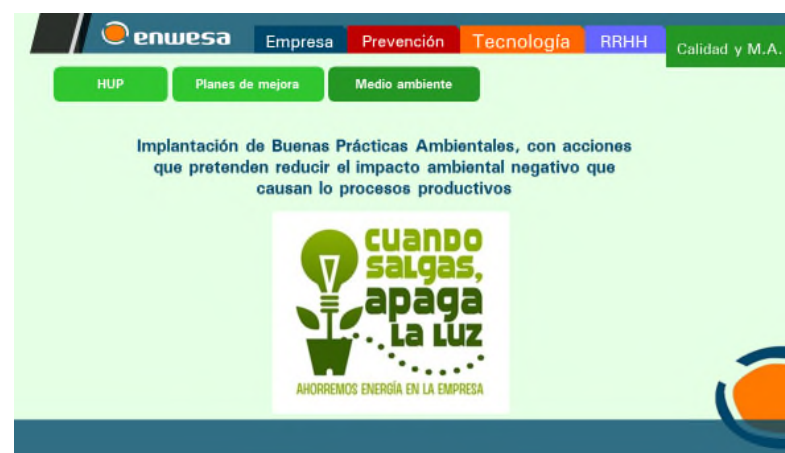 enwesa
Empresa
Prevención
Tecnología
RRHH
Calidad y M.A.
HUP
Planes de mejora
Medio ambiente
Implantación de Buenas Prácticas Ambientales, con acciones
que pretenden reducir el impacto ambiental negativo que
causan lo procesos productivos
CUANDO
SALGAS,
apaga
LA LUZ
AHORREMOS ENERGÍA EN LA EMPRESA